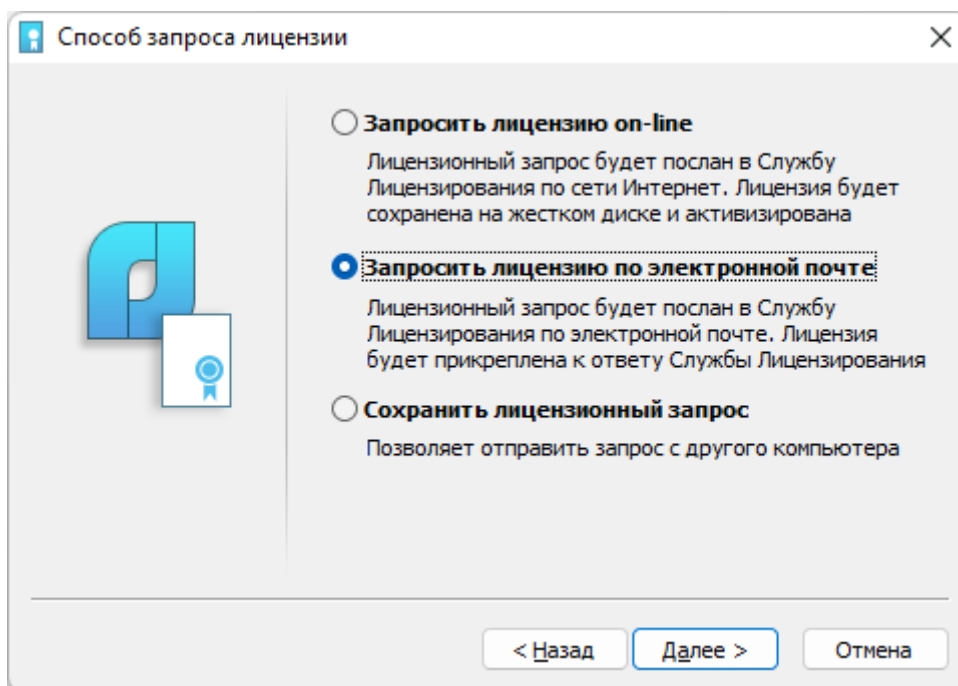 Способ запроса лицензии
Запросить лицензию on-line
Лицензионный запрос будет послан в Службу
Лицензирования по сети Интернет. Лицензия будет
сохранена на жестком диске и активизирована
Запросить лицензию по электронной почте
Лицензионный запрос будет послан в Службу
Лицензирования по электронной почте. Лицензия
будет прикреплена к ответу Службы Лицензирования
Сохранить лицензионный запрос
Позволяет отправить запрос с другого компьютера
< Назад Далее > Отмена